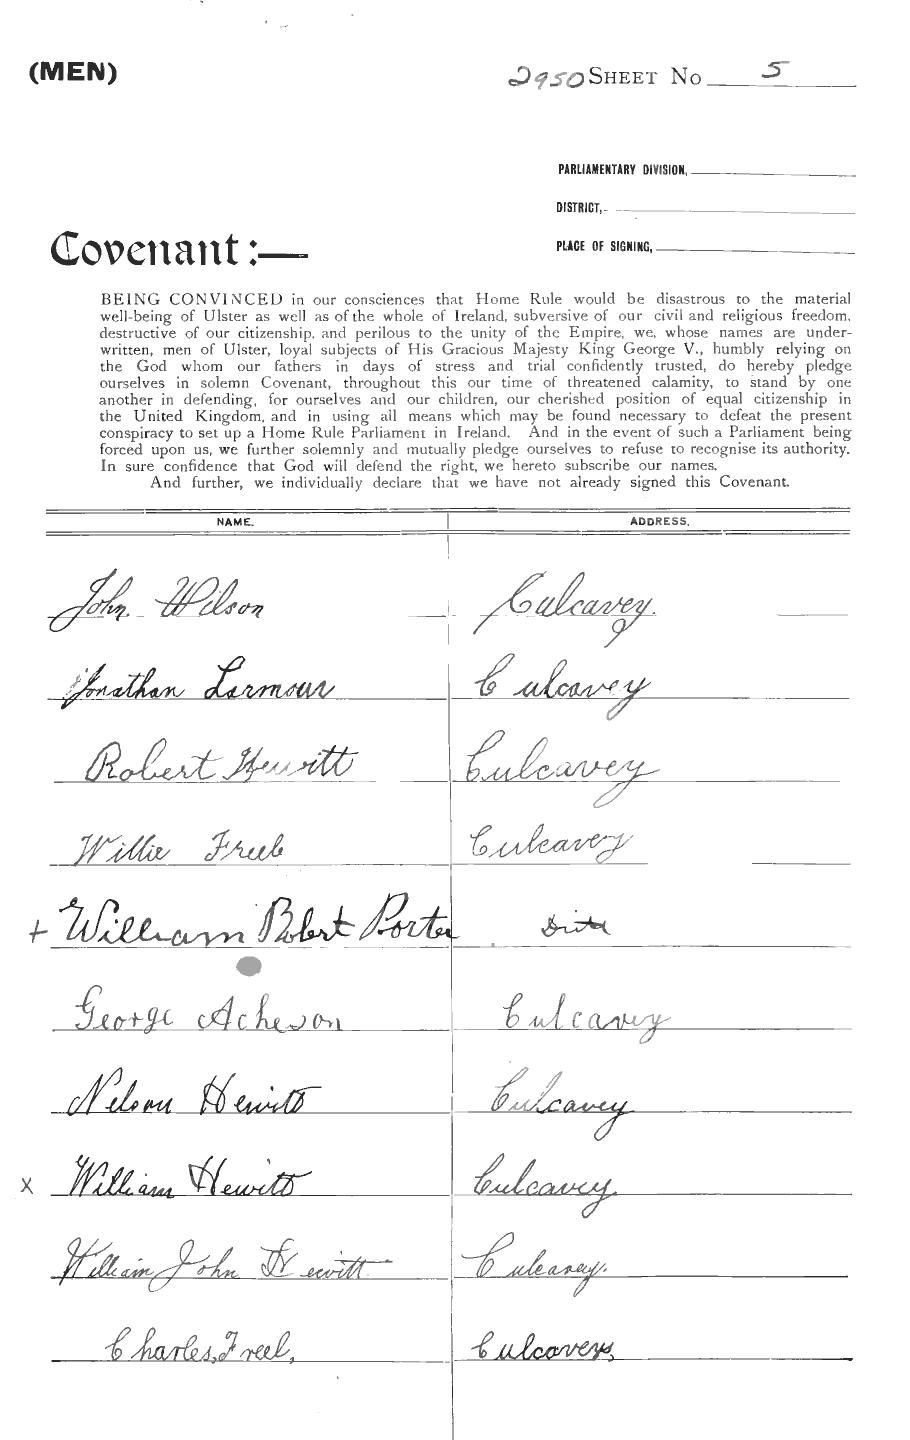 (MEN)
2950 SHEET No 5
PARLIAMENTARY DIVISION,
DISTRICT,
PLACE OF SIGNING,
Covenant :—
BEING CONVINCED in our consciences that Home Rule would be disastrous to the material
well-being of Ulster as well as of the whole of Ireland, subversive of our civil and religious freedom,
destructive of our citizenship, and perilous to the unity of the Empire, we, whose names are under-
written, men of Ulster, loyal subjects of His Gracious Majesty King George V., humbly relying on
the God whom our fathers in days of stress and trial confidently trusted, do hereby pledge
ourselves in solemn Covenant, throughout this our time of threatened calamity, to stand by one
another in defending, for ourselves and our children, our cherished position of equal citizenship in
the United Kingdom, and in using all means which may be found necessary to defeat the present
conspiracy to set up a Home Rule Parliament in Ireland. And in the event of such a Parliament being
forced upon us, we further solemnly and mutually pledge ourselves to refuse to recognise its authority.
In sure confidence that God will defend the right, we hereto subscribe our names.
And further, we individually declare that we have not already signed this Covenant.
NAME. ADDRESS.
John Wilson Culcavey.
Jonathan Larmour Culcavey
Robert Hewitt Culcavey
Willie Culcavey
+ William Robert Porter
George Acheson Culcavey
Nelson Hewitt Culcavey
x William Hewitt Culcavey.
William John Hewitt Culcavey.
Charles, Freel, Culcavey,